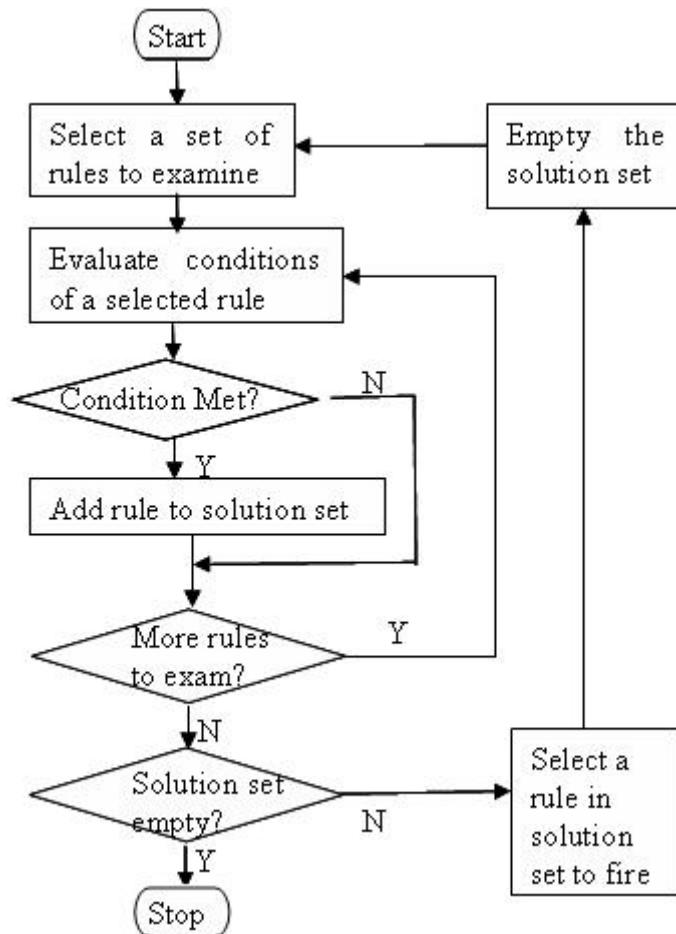 Start
Select a set of
rules to examine
Empty the
solution set
Evaluate conditions
of a selected rule
Condition Met?
N
Y
Add rule to solution set
More rules
to exam?
Y
N
Solution set
empty?
N
Y
Select a
rule in
solution
set to fire
Stop